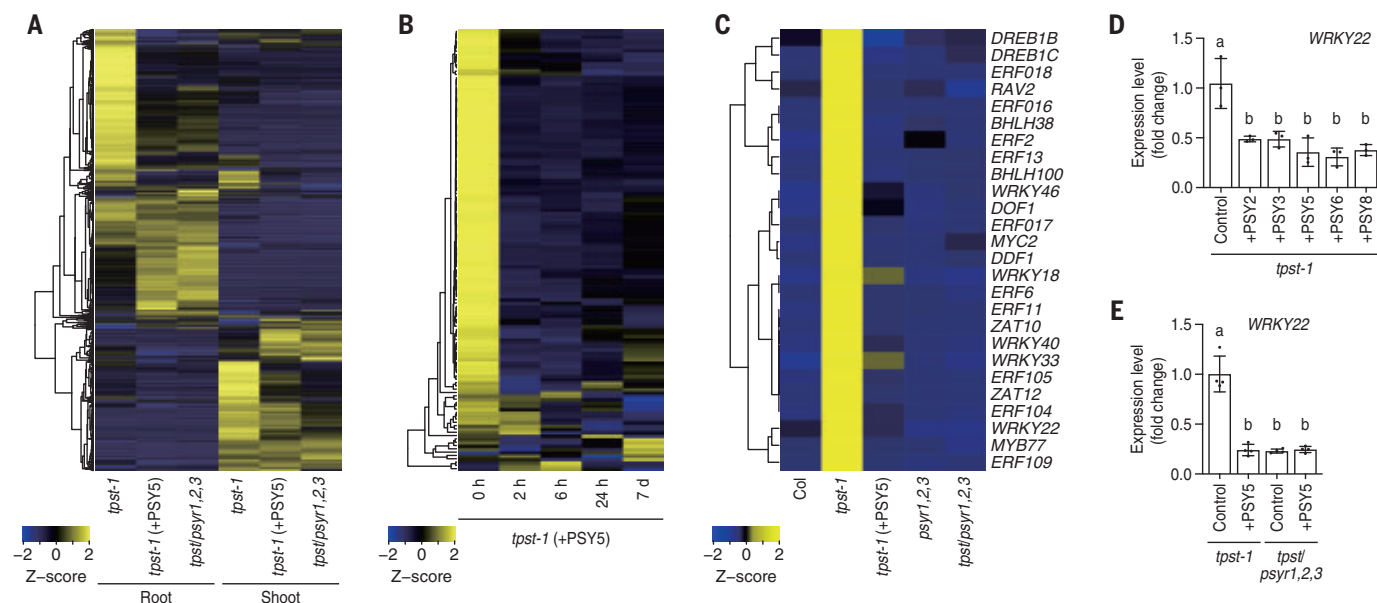 A
tpst-1
tpst-1 (+PSY5)
tpst/psyr1,2,3
tpst-1
tpst-1 (+PSY5)
tpst/psyr1,2,3
Root
Shoot
−2 0 2
Z−score
B
0 h
2 h
6 h
24 h
7 d
tpst-1 (+PSY5)
−2 0 2
Z−score
C
DREB1B
DREB1C
ERF018
RAV2
ERF016
BHLH38
ERF2
ERF13
BHLH100
WRKY46
DOF1
ERF017
MYC2
DDF1
WRKY18
ERF6
ERF11
ZAT10
WRKY40
WRKY33
ERF105
ZAT12
ERF104
WRKY22
MYB77
ERF109
Col
tpst-1
tpst-1 (+PSY5)
psyr1,2,3
tpst/psyr1,2,3
−2 0 2
Z−score
D
WRKY22
Expression level
(fold change)
1.5
1.0
0.5
0.0
a
b
b
b
b
b
Control
+PSY2
+PSY3
+PSY5
+PSY6
+PSY8
tpst-1
E
WRKY22
Expression level
(fold change)
1.5
1.0
0.5
0.0
a
b
b
b
Control
+PSY5
Control
+PSY5
tpst-1
tpst/
psyr1,2,3